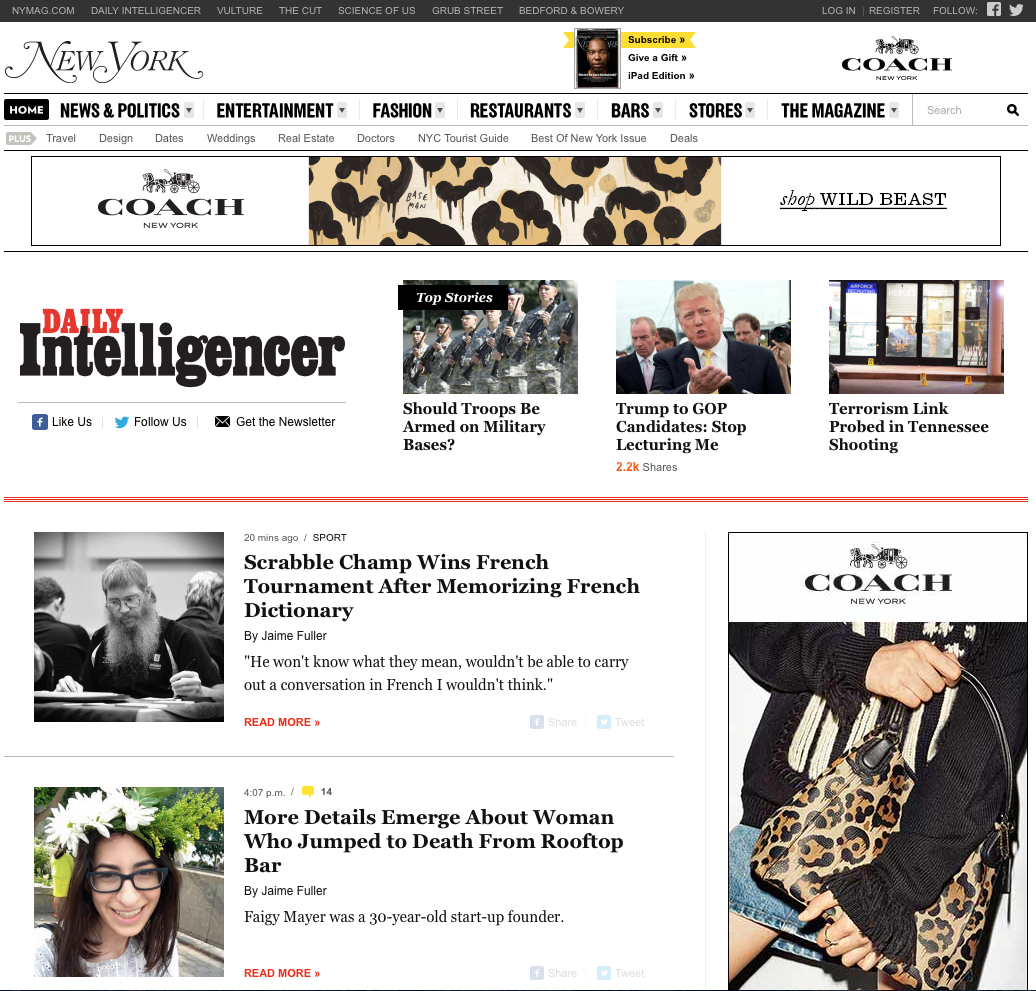 NYMAG.COM DAILY INTELLIGENCER VULTURE THE CUT SCIENCE OF US GRUB STREET BEDFORD & BOWERY LOG IN | REGISTER FOLLOW:
NEW YORK
Subscribe »
Give a Gift »
iPad Edition »
COACH
NEW YORK
HOME NEWS & POLITICS ENTERTAINMENT FASHION RESTAURANTS BARS STORES THE MAGAZINE Search
PLUS Travel Design Dates Weddings Real Estate Doctors NYC Tourist Guide Best Of New York Issue Deals
COACH
NEW YORK
BASE
MAN
shop WILD BEAST
DAILY
Intelligencer
Like Us Follow Us Get the Newsletter
Top Stories
Should Troops Be
Armed on Military
Bases?
Trump to GOP
Candidates: Stop
Lecturing Me
2.2k Shares
AIRFORCE
RECRUITING
Terrorism Link
Probed in Tennessee
Shooting
20 mins ago / SPORT
Scrabble Champ Wins French
Tournament After Memorizing French
Dictionary
By Jaime Fuller
"He won't know what they mean, wouldn't be able to carry
out a conversation in French I wouldn't think."
READ MORE » Share Tweet
4:07 p.m. / 14
More Details Emerge About Woman
Who Jumped to Death From Rooftop
Bar
By Jaime Fuller
Faigy Mayer was a 30-year-old start-up founder.
READ MORE » Share Tweet
COACH
NEW YORK